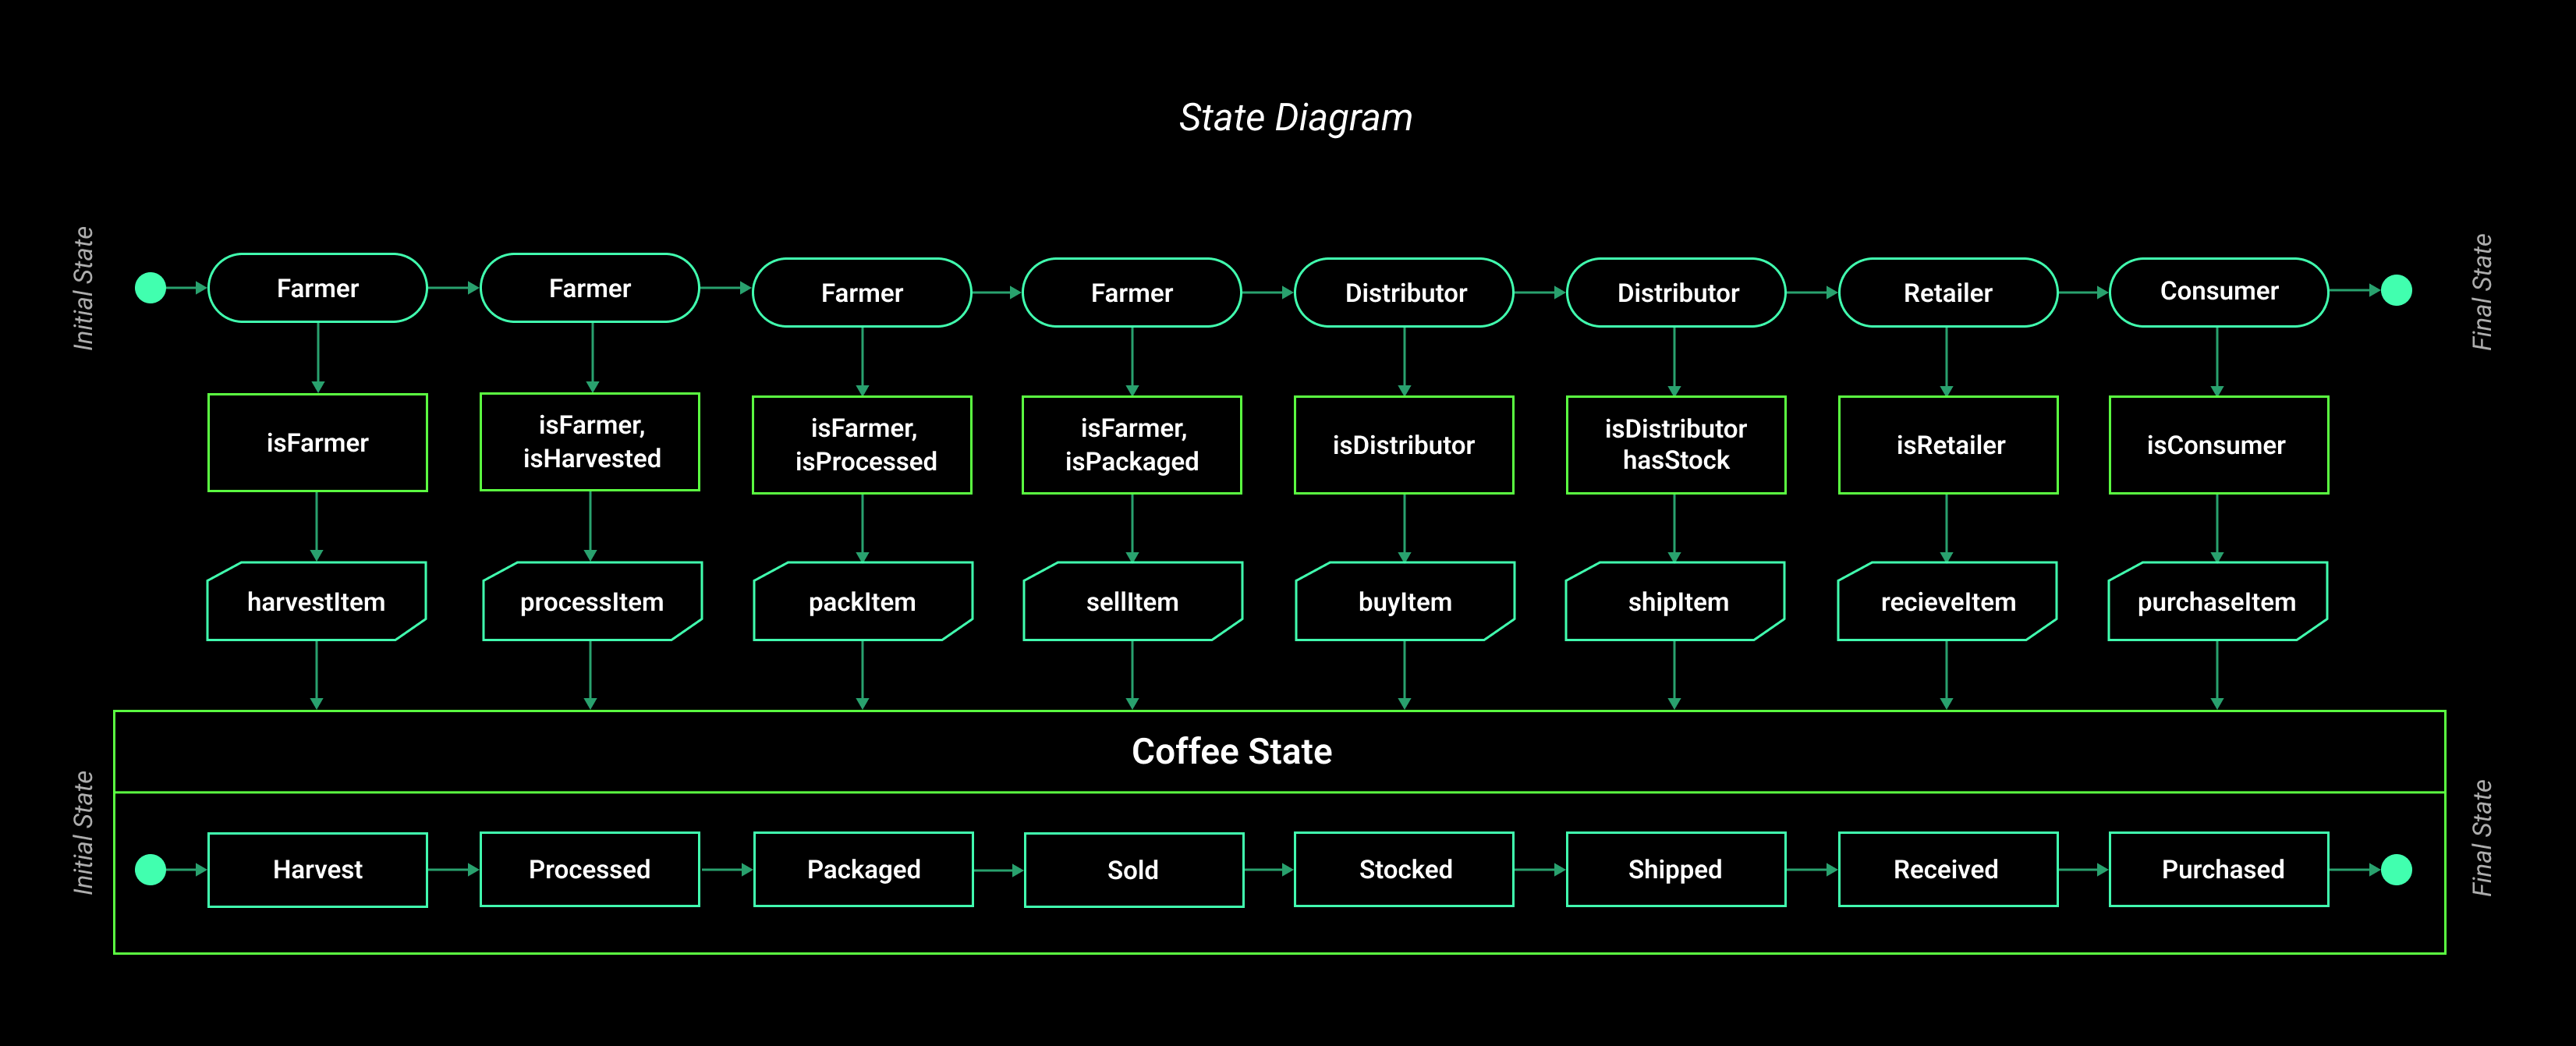 State Diagram
Initial State
Farmer
Farmer
Farmer
Farmer
Distributor
Distributor
Retailer
Consumer
Final State
isFarmer
isFarmer,
isHarvested
isFarmer,
isProcessed
isFarmer,
isPackaged
isDistributor
isDistributor
hasStock
isRetailer
isConsumer
harvestItem
processItem
packItem
sellItem
buyItem
shipItem
recieveItem
purchaseItem
Coffee State
Initial State
Harvest
Processed
Packaged
Sold
Stocked
Shipped
Received
Purchased
Final State